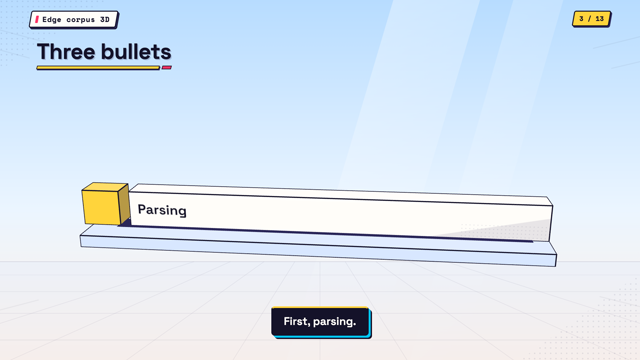 Edge corpus 3D
3 / 13
Three bullets
Parsing
First, parsing.